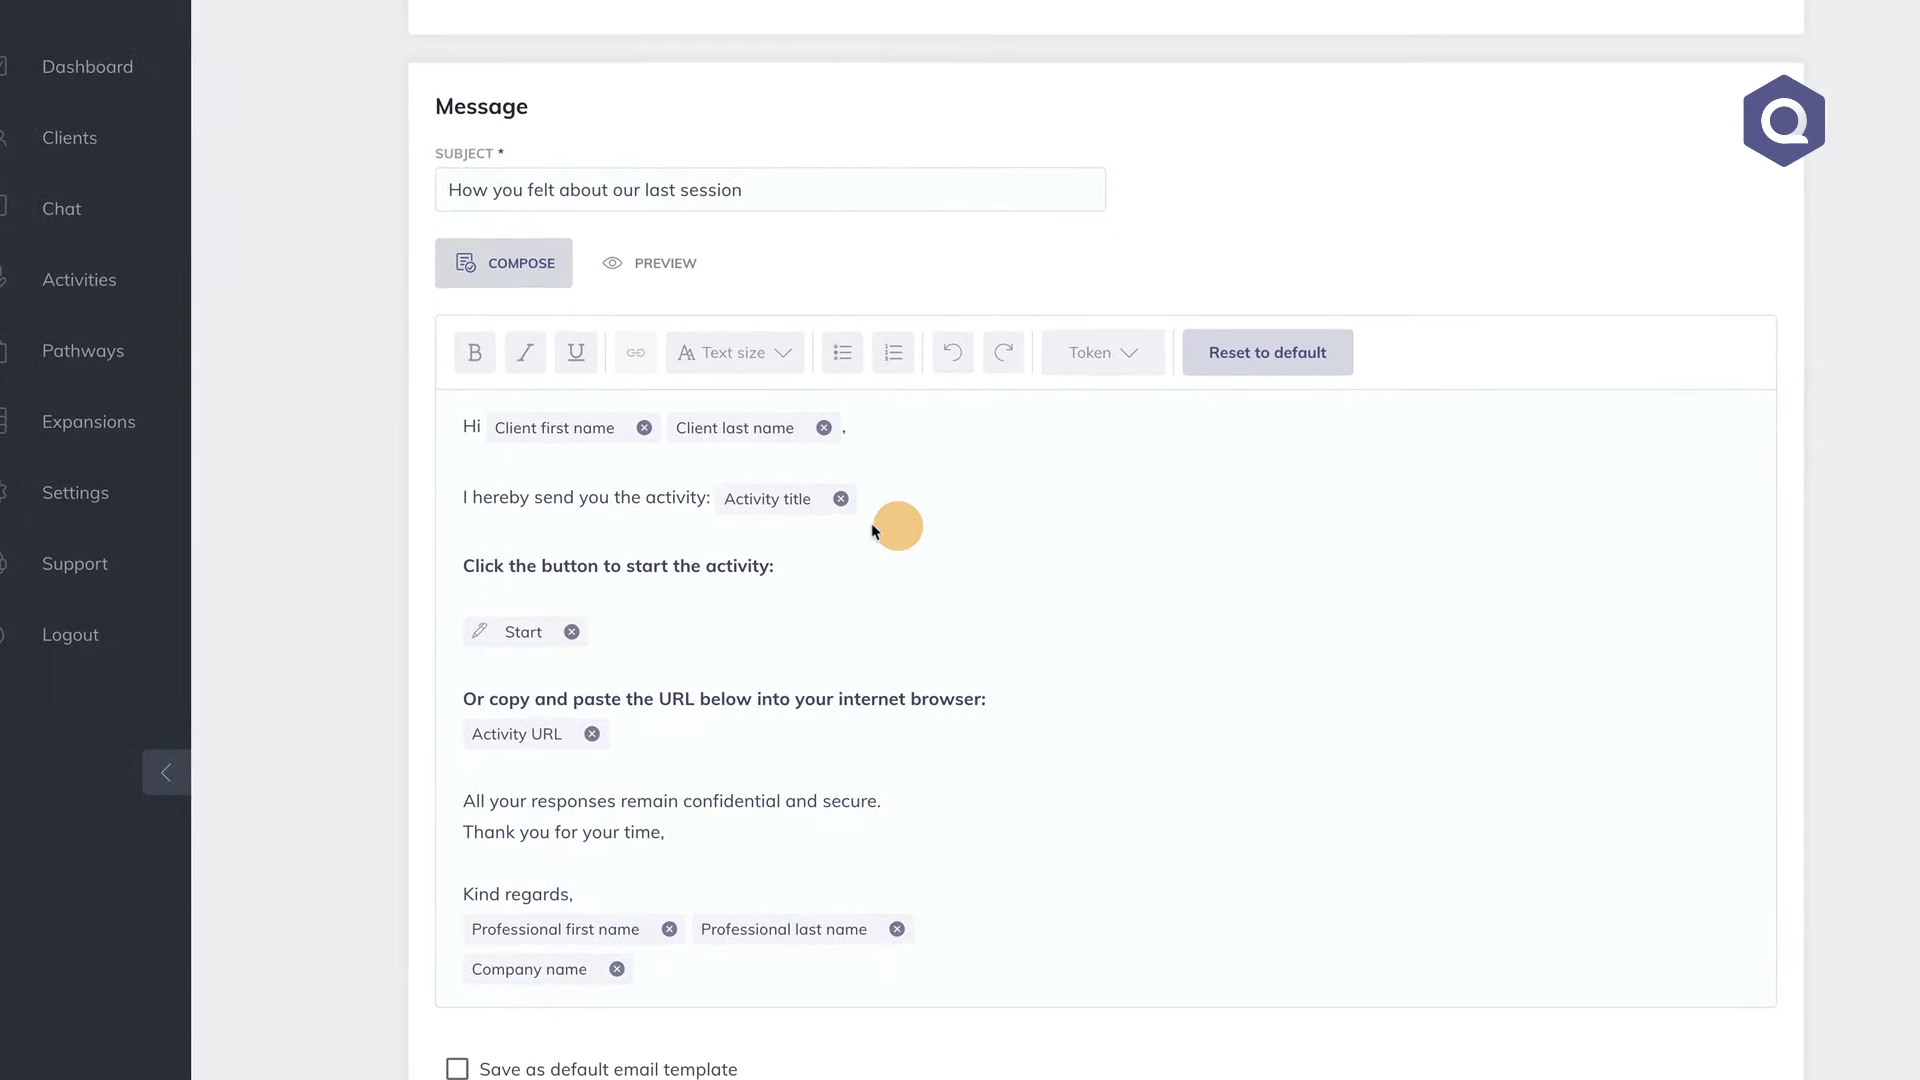 Dashboard
Clients
Chat
Activities
Pathways
Expansions
Settings
Support
Logout
Message
SUBJECT *
How you felt about our last session
COMPOSE
PREVIEW
B I U Text size Token Reset to default
Hi Client first name Client last name ,
I hereby send you the activity: Activity title
Click the button to start the activity:
Start
Or copy and paste the URL below into your internet browser:
Activity URL
All your responses remain confidential and secure.
Thank you for your time,
Kind regards,
Professional first name Professional last name
Company name
Save as default email template